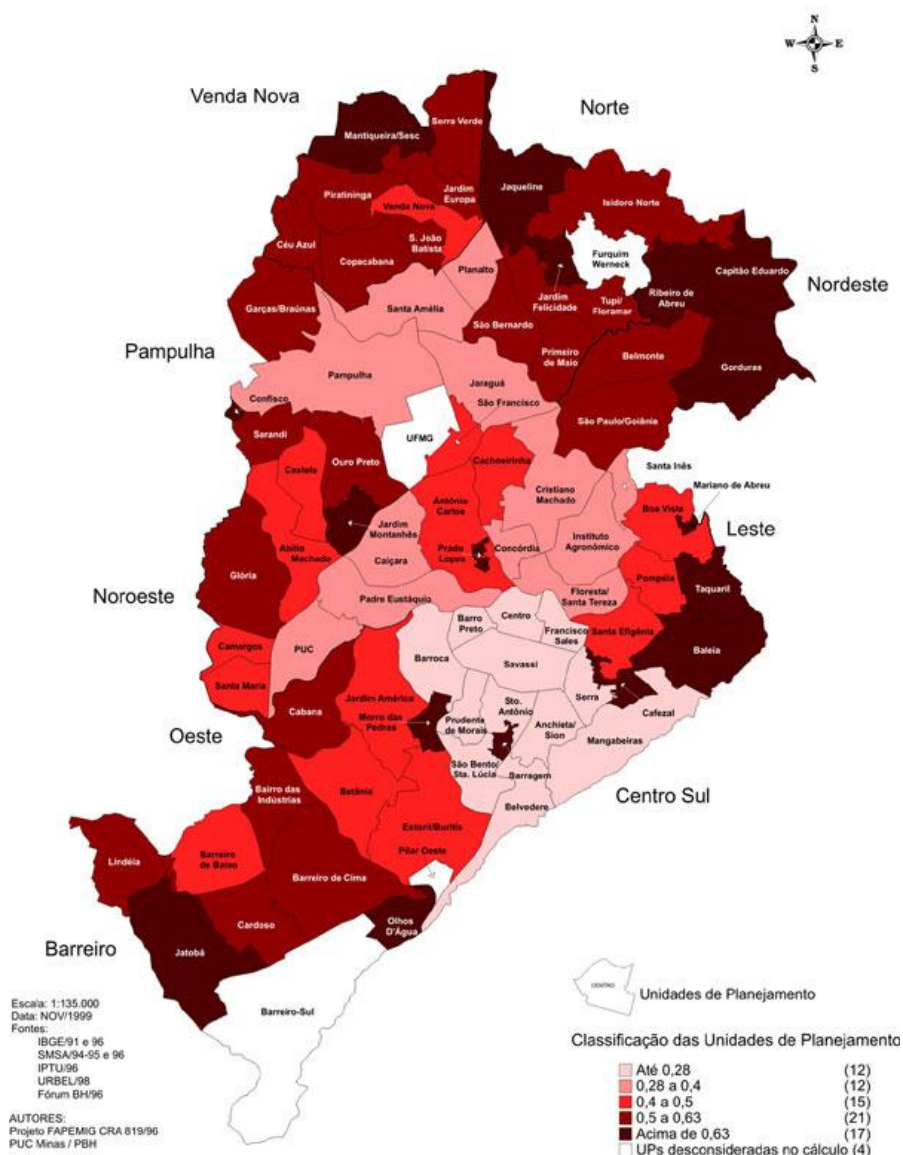 N
W E
S
Venda Nova
Norte
Serra Verde
Mantiqueira/Sesc
Jaqueline
Piratininga
Jardim
Europa
Isidoro Norte
Venda Nova
Céu Azul
S. João
Batista
Furquim
Werneck
Copacabana
Planalto
Capitão Eduardo
Nordeste
Jardim
Felicidade
Ribeiro de
Abreu
Garças/Braúnas
Santa Amélia
Tupi/
Floramar
São Bernardo
Pampulha
Primeiro
de Maio
Belmonte
Gorduras
Pampulha
Jaraguá
Confisco
São Francisco
São Paulo/Goiânia
Sarandi
UFMG
Ouro Preto
Castelo
Cachoeirinha
Santa Inês
Cristiano
Machado
Mariano de Abreu
Antônio
Carlos
Boa Vista
Leste
Jardim
Montanhês
Abílio
Machado
Prado
Lopes
Concórdia
Instituto
Agronômico
Caiçara
Glória
Pompéia
Taquaril
Noroeste
Padre Eustáquio
Floresta/
Santa Tereza
Centro
Barro
Preto
Francisco
Sales
Santa Efigênia
Camargos
PUC
Barroca
Savassi
Baleia
Santa Maria
Jardim América
Serra
Cabana
Morro das
Pedras
Sto.
Antônio
Cafezal
Prudente
de Morais
Anchieta/
Sion
Oeste
Mangabeiras
São Bento/
Sta. Lúcia
Barragem
Bairro das
Indústrias
Betânia
Centro Sul
Belvedere
Estoril/Buritis
Lindéia
Barreiro
de Baixo
Pilar Oeste
Barreiro de Cima
Cardoso
Olhos
D'Água
Barreiro
Jatobá
Barreiro-Sul
Escala: 1:135.000
Data: NOV/1999
Fontes:
IBGE/91 e 96
SMSA/94-95 e 96
IPTU/96
URBEL/98
Fórum BH/96
AUTORES:
Projeto FAPEMIG CRA 819/96
PUC Minas / PBH
CENTRO
Unidades de Planejamento
Classificação das Unidades de Planejamento
Até 0,28 (12)
0,28 a 0,4 (12)
0,4 a 0,5 (15)
0,5 a 0,63 (21)
Acima de 0,63 (17)
UPs desconsideradas no cálculo (4)